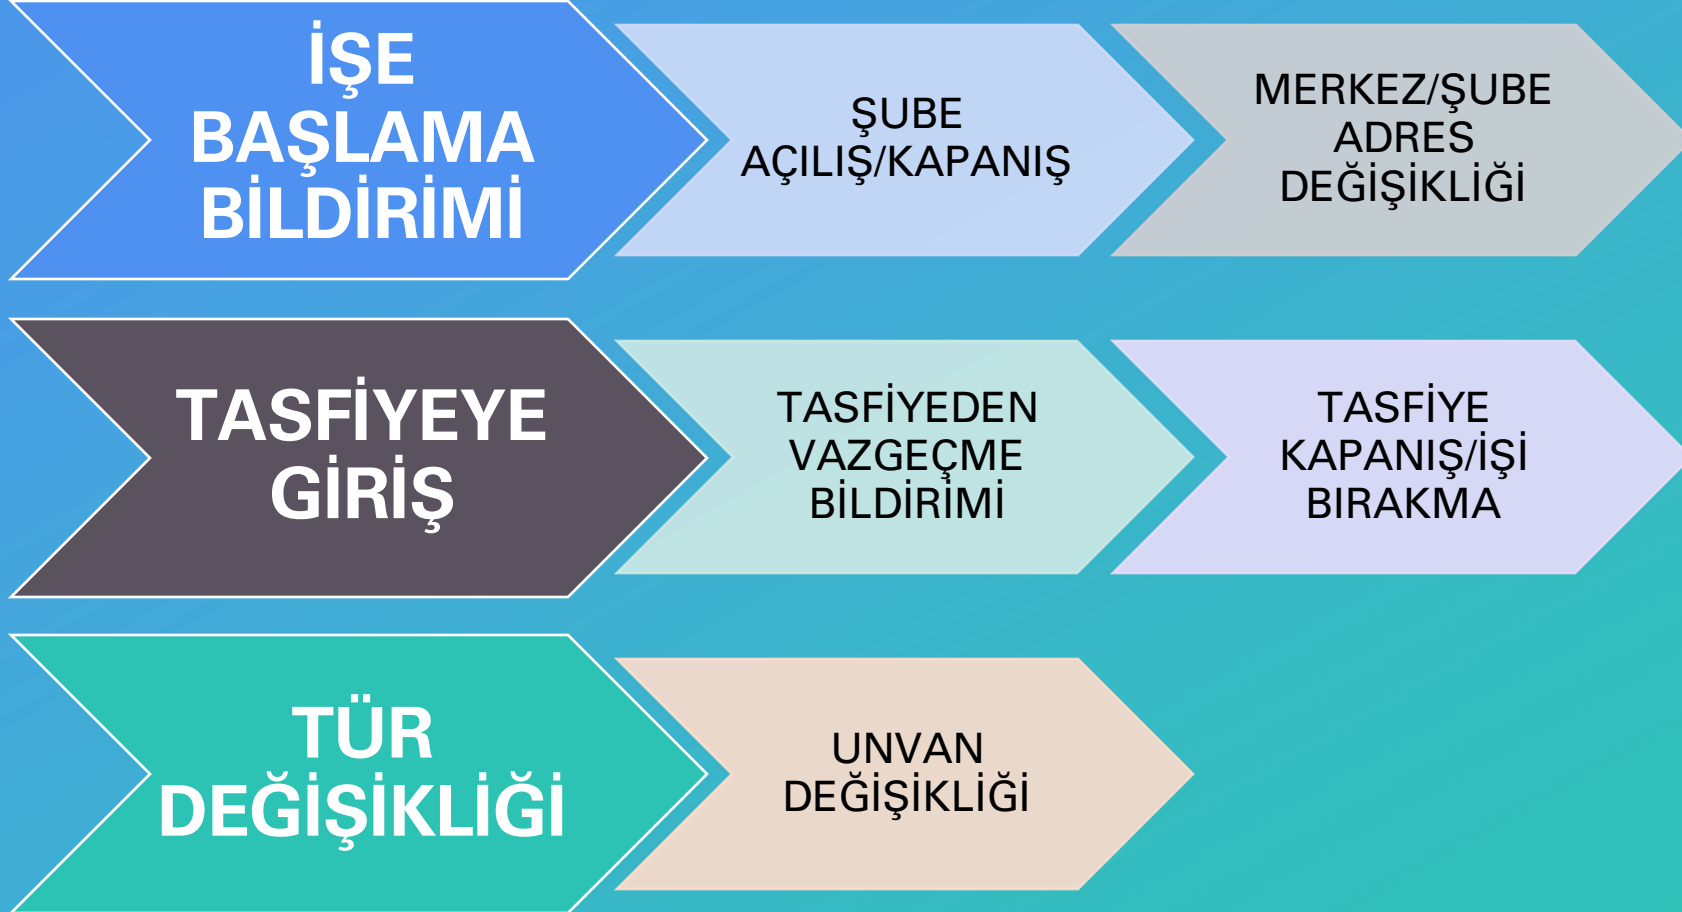 İŞE
BAŞLAMA
BİLDİRİMİ
ŞUBE
AÇILIŞ/KAPANIŞ
MERKEZ/ŞUBE
ADRES
DEĞİŞİKLİĞİ
TASFİYEYE
GİRİŞ
TASFİYEDEN
VAZGEÇME
BİLDİRİMİ
TASFİYE
KAPANIŞ/İŞİ
BIRAKMA
TÜR
DEĞİŞİKLİĞİ
UNVAN
DEĞİŞİKLİĞİ